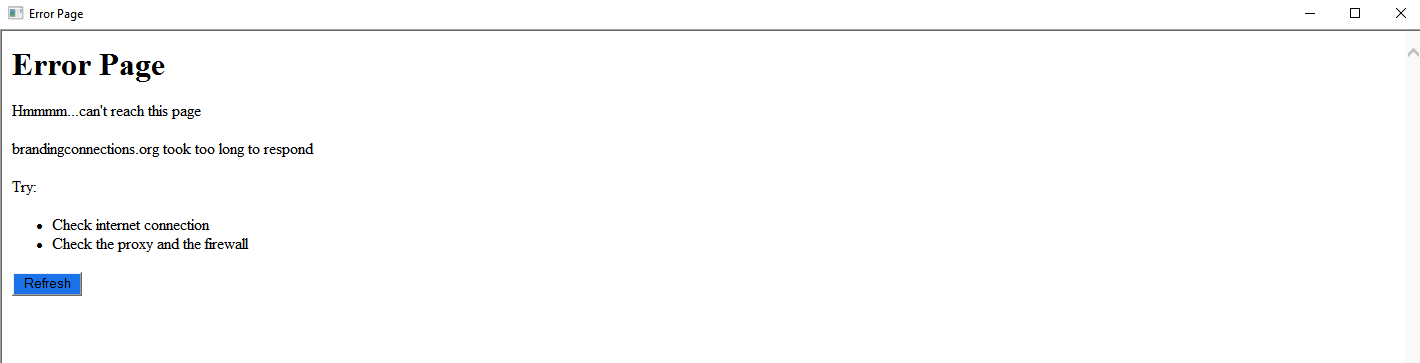 Error Page
Error Page
Hmmmm...can't reach this page
brandingconnections.org took too long to respond
Try:
Check internet connection
Check the proxy and the firewall
Refresh